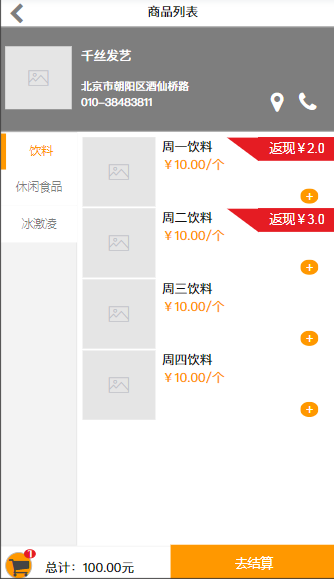 商品列表
千丝发艺
北京市朝阳区酒仙桥路
010-38483811
饮料
休闲食品
冰激凌
周一饮料
返现￥2.0
￥10.00/个
+
周二饮料
返现￥3.0
￥10.00/个
+
周三饮料
￥10.00/个
+
周四饮料
￥10.00/个
+
1
总计：100.00元
去结算